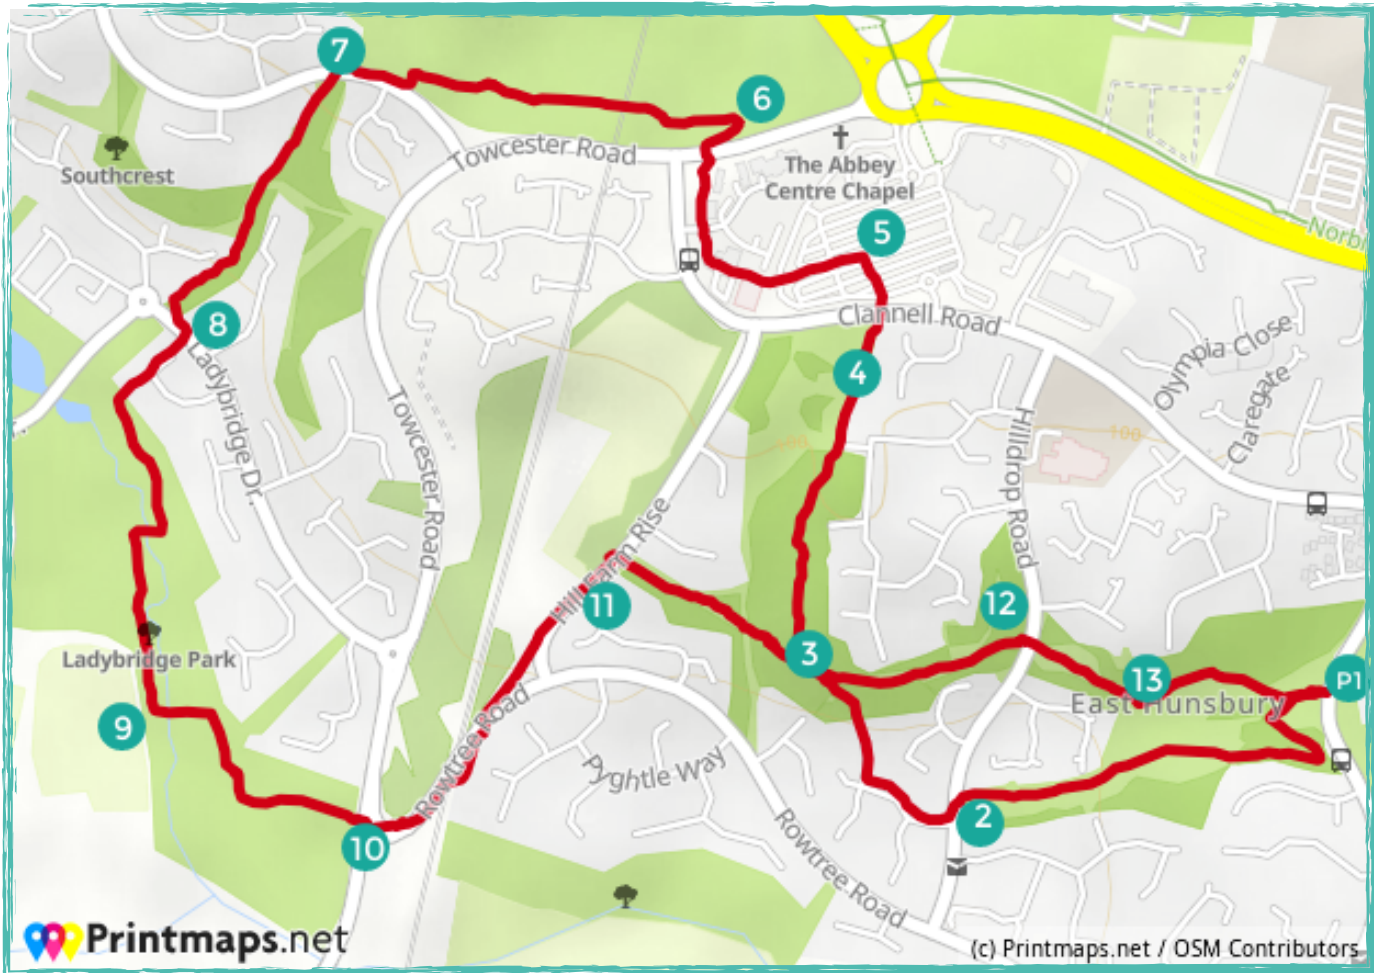 7
6
Towcester Road
The Abbey
Centre Chapel
Southcrest
5
Norbi
8
Clannell Road
Olympia Close
4
Claregate
Ladybridge Dr.
Towcester Road
100
100
Hilldrop Road
Hill Farm Rise
11
12
3
Ladybridge Park
13
P1
East Hunsbury
9
Rowtree Road
Pyghtle Way
2
10
Rowtree Road
Printmaps.net
(c) Printmaps.net / OSM Contributors